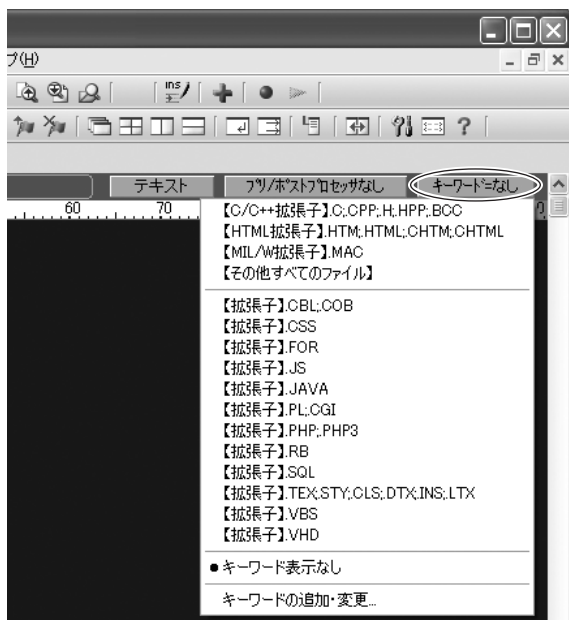 プ(H)
INS
テキスト プリ/ポストプロセッサなし キーワード=なし
60 70
【C/C++拡張子】.C;.CPP;.H;.HPP;.BCC
【HTML拡張子】.HTM;.HTML;.CHTM;.CHTML
【MIL/W拡張子】.MAC
【その他すべてのファイル】
【拡張子】.CBL;.COB
【拡張子】.CSS
【拡張子】.FOR
【拡張子】.JS
【拡張子】.JAVA
【拡張子】.PL;.CGI
【拡張子】.PHP;.PHP3
【拡張子】.RB
【拡張子】.SQL
【拡張子】.TEX;.STY;.CLS;.DTX;.INS;.LTX
【拡張子】.VBS
【拡張子】.VHD
●キーワード表示なし
キーワードの追加・変更...